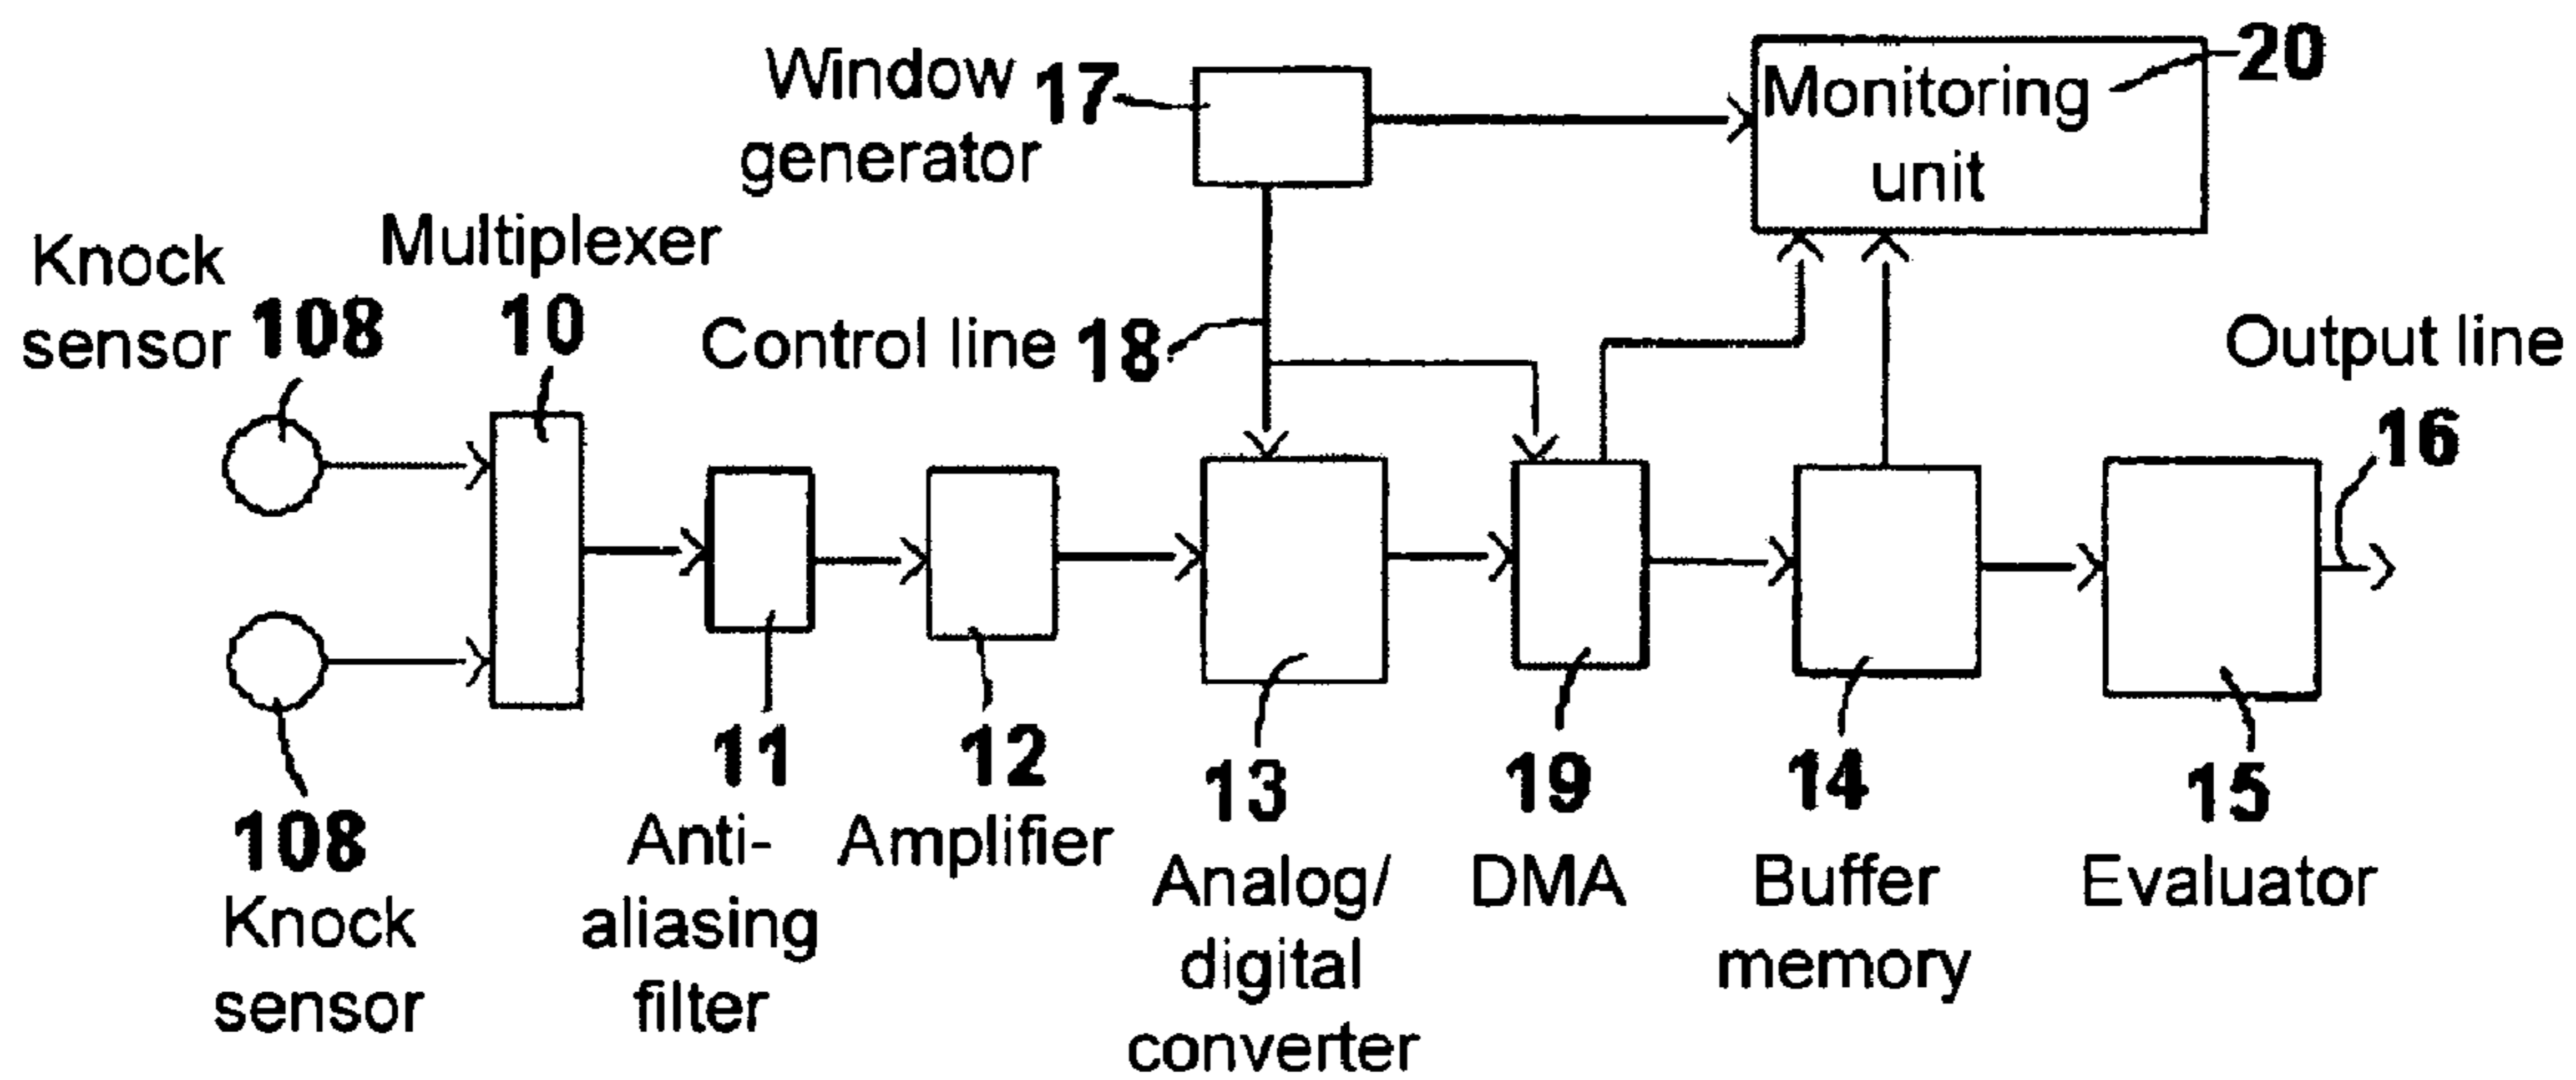 Window 17
generator
Monitoring 20
unit
Knock
sensor 108
Multiplexer
10
Control line 18
Output line
16
108
Knock
sensor
11
Anti-
aliasing
filter
12
Amplifier
13
Analog/
digital
converter
19
DMA
14
Buffer
memory
15
Evaluator